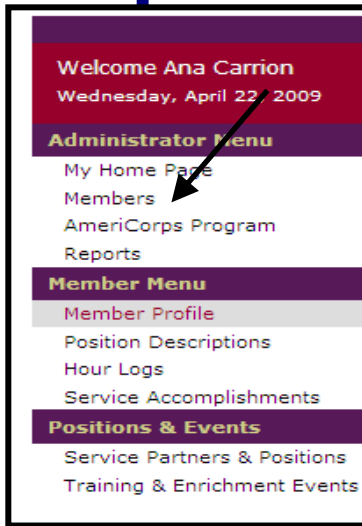 Welcome Ana Carrion
Wednesday, April 22, 2009
Administrator Menu
My Home Page
Members
AmeriCorps Program
Reports
Member Menu
Member Profile
Position Descriptions
Hour Logs
Service Accomplishments
Positions & Events
Service Partners & Positions
Training & Enrichment Events